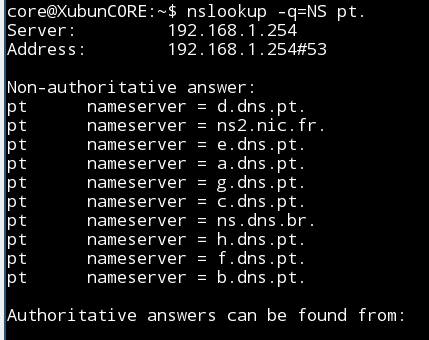 core@XubunCORE:~$ nslookup -q=NS pt.
Server:         192.168.1.254
Address:        192.168.1.254#53

Non-authoritative answer:
pt      nameserver = d.dns.pt.
pt      nameserver = ns2.nic.fr.
pt      nameserver = e.dns.pt.
pt      nameserver = a.dns.pt.
pt      nameserver = g.dns.pt.
pt      nameserver = c.dns.pt.
pt      nameserver = ns.dns.br.
pt      nameserver = h.dns.pt.
pt      nameserver = f.dns.pt.
pt      nameserver = b.dns.pt.

Authoritative answers can be found from: